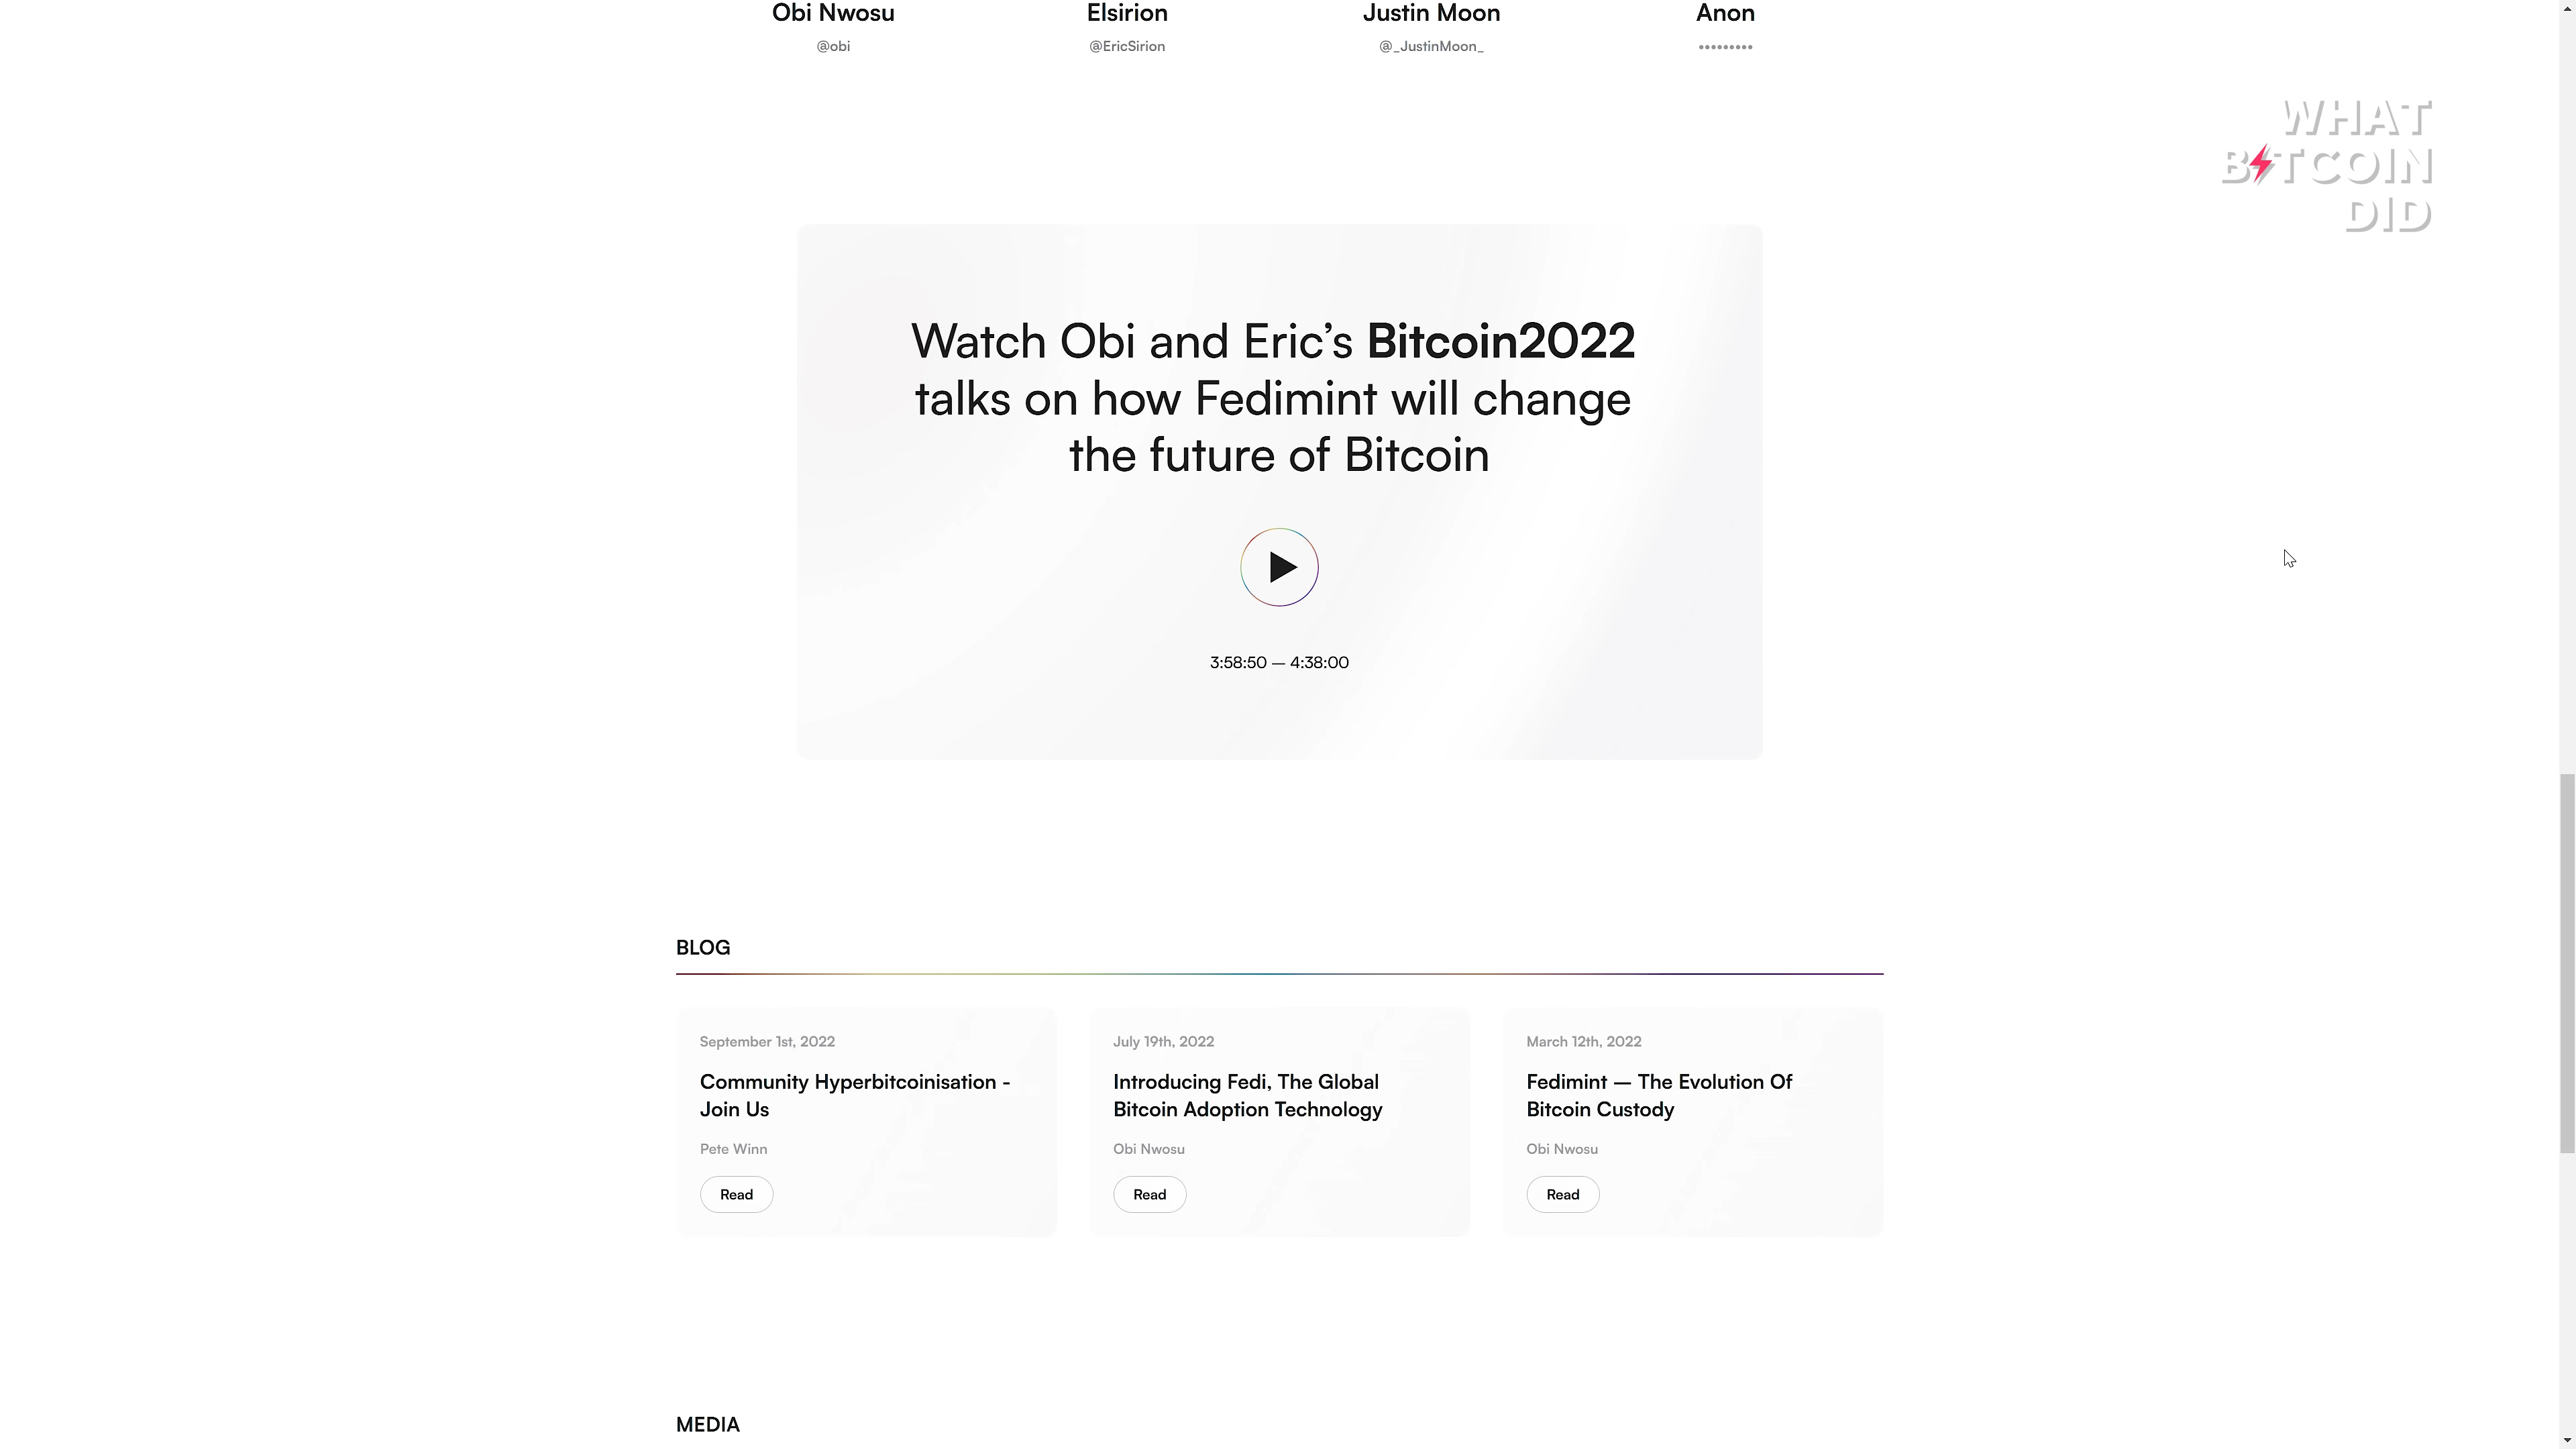 Obi Nwosu
@obi
Elsirion
@EricSirion
Justin Moon
@_JustinMoon_
Anon
•••••••••
WHAT
BITCOIN
DID
Watch Obi and Eric’s Bitcoin2022
talks on how Fedimint will change
the future of Bitcoin
3:58:50 — 4:38:00
BLOG
September 1st, 2022
Community Hyperbitcoinisation -
Join Us
Pete Winn
Read
July 19th, 2022
Introducing Fedi, The Global
Bitcoin Adoption Technology
Obi Nwosu
Read
March 12th, 2022
Fedimint — The Evolution Of
Bitcoin Custody
Obi Nwosu
Read
MEDIA